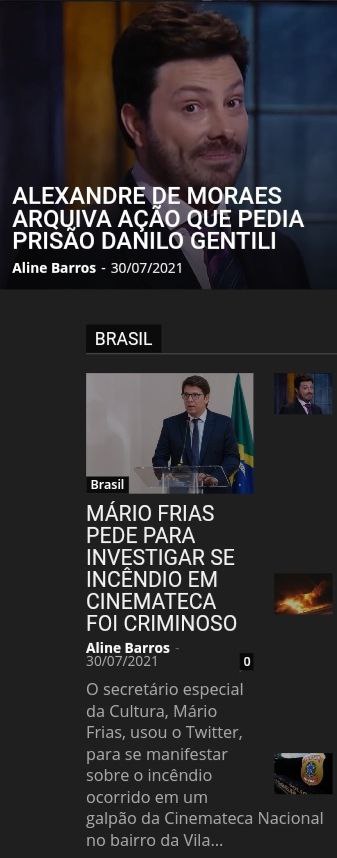 ALEXANDRE DE MORAES
ARQUIVA AÇÃO QUE PEDIA
PRISÃO DANILO GENTILI
Aline Barros - 30/07/2021
BRASIL
Brasil
MÁRIO FRIAS
PEDE PARA
INVESTIGAR SE
INCÊNDIO EM
CINEMATECA
FOI CRIMINOSO
Aline Barros -
30/07/2021 0
O secretário especial
da Cultura, Mário
Frias, usou o Twitter,
para se manifestar
sobre o incêndio
ocorrido em um
galpão da Cinemateca Nacional
no bairro da Vila...